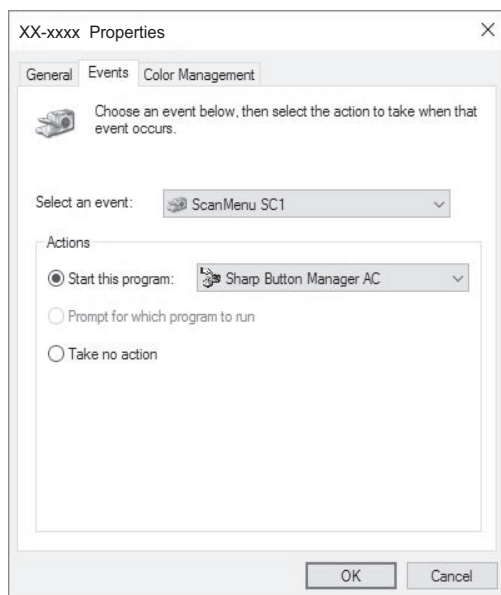 XX-xxxx Properties
General Events Color Management
Choose an event below, then select the action to take when that
event occurs.
Select an event: ScanMenu SC1
Actions
Start this program: Sharp Button Manager AC
Prompt for which program to run
Take no action
OK Cancel